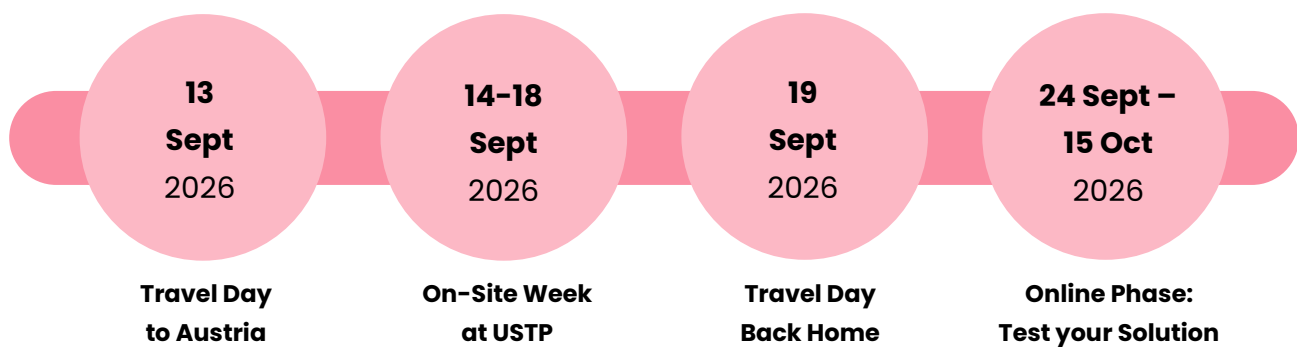 13
Sept
2026
Travel Day
to Austria
14-18
Sept
2026
On-Site Week
at USTP
19
Sept
2026
Travel Day
Back Home
24 Sept –
15 Oct
2026
Online Phase:
Test your Solution